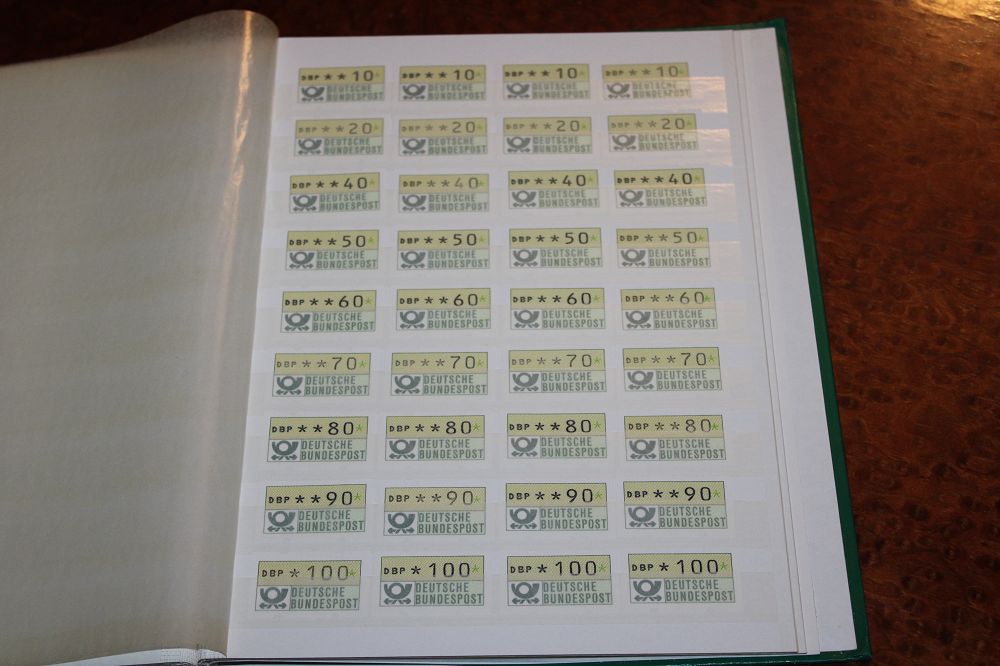 DBP **10* DBP **10* DBP **10* DBP **10*
DEUTSCHE DEUTSCHE DEUTSCHE DEUTSCHE
BUNDESPOST BUNDESPOST BUNDESPOST BUNDESPOST
DBP **20* DBP **20* DBP **20* DBP **20*
DEUTSCHE DEUTSCHE DEUTSCHE DEUTSCHE
BUNDESPOST BUNDESPOST BUNDESPOST BUNDESPOST
DBP **40* DBP **40* DBP **40* DBP **40*
DEUTSCHE DEUTSCHE DEUTSCHE DEUTSCHE
BUNDESPOST BUNDESPOST BUNDESPOST BUNDESPOST
DBP **50* DBP **50* DBP **50* DBP **50*
DEUTSCHE DEUTSCHE DEUTSCHE DEUTSCHE
BUNDESPOST BUNDESPOST BUNDESPOST BUNDESPOST
DBP **60* DBP **60* DBP **60* DBP **60*
DEUTSCHE DEUTSCHE DEUTSCHE DEUTSCHE
BUNDESPOST BUNDESPOST BUNDESPOST BUNDESPOST
DBP **70* DBP **70* DBP **70* DBP **70*
DEUTSCHE DEUTSCHE DEUTSCHE DEUTSCHE
BUNDESPOST BUNDESPOST BUNDESPOST BUNDESPOST
DBP **80* DBP **80* DBP **80* DBP **80*
DEUTSCHE DEUTSCHE DEUTSCHE DEUTSCHE
BUNDESPOST BUNDESPOST BUNDESPOST BUNDESPOST
DBP **90* DBP **90* DBP **90* DBP **90*
DEUTSCHE DEUTSCHE DEUTSCHE DEUTSCHE
BUNDESPOST BUNDESPOST BUNDESPOST BUNDESPOST
DBP *100* DBP *100* DBP *100* DBP *100*
DEUTSCHE DEUTSCHE DEUTSCHE DEUTSCHE
BUNDESPOST BUNDESPOST BUNDESPOST BUNDESPOST